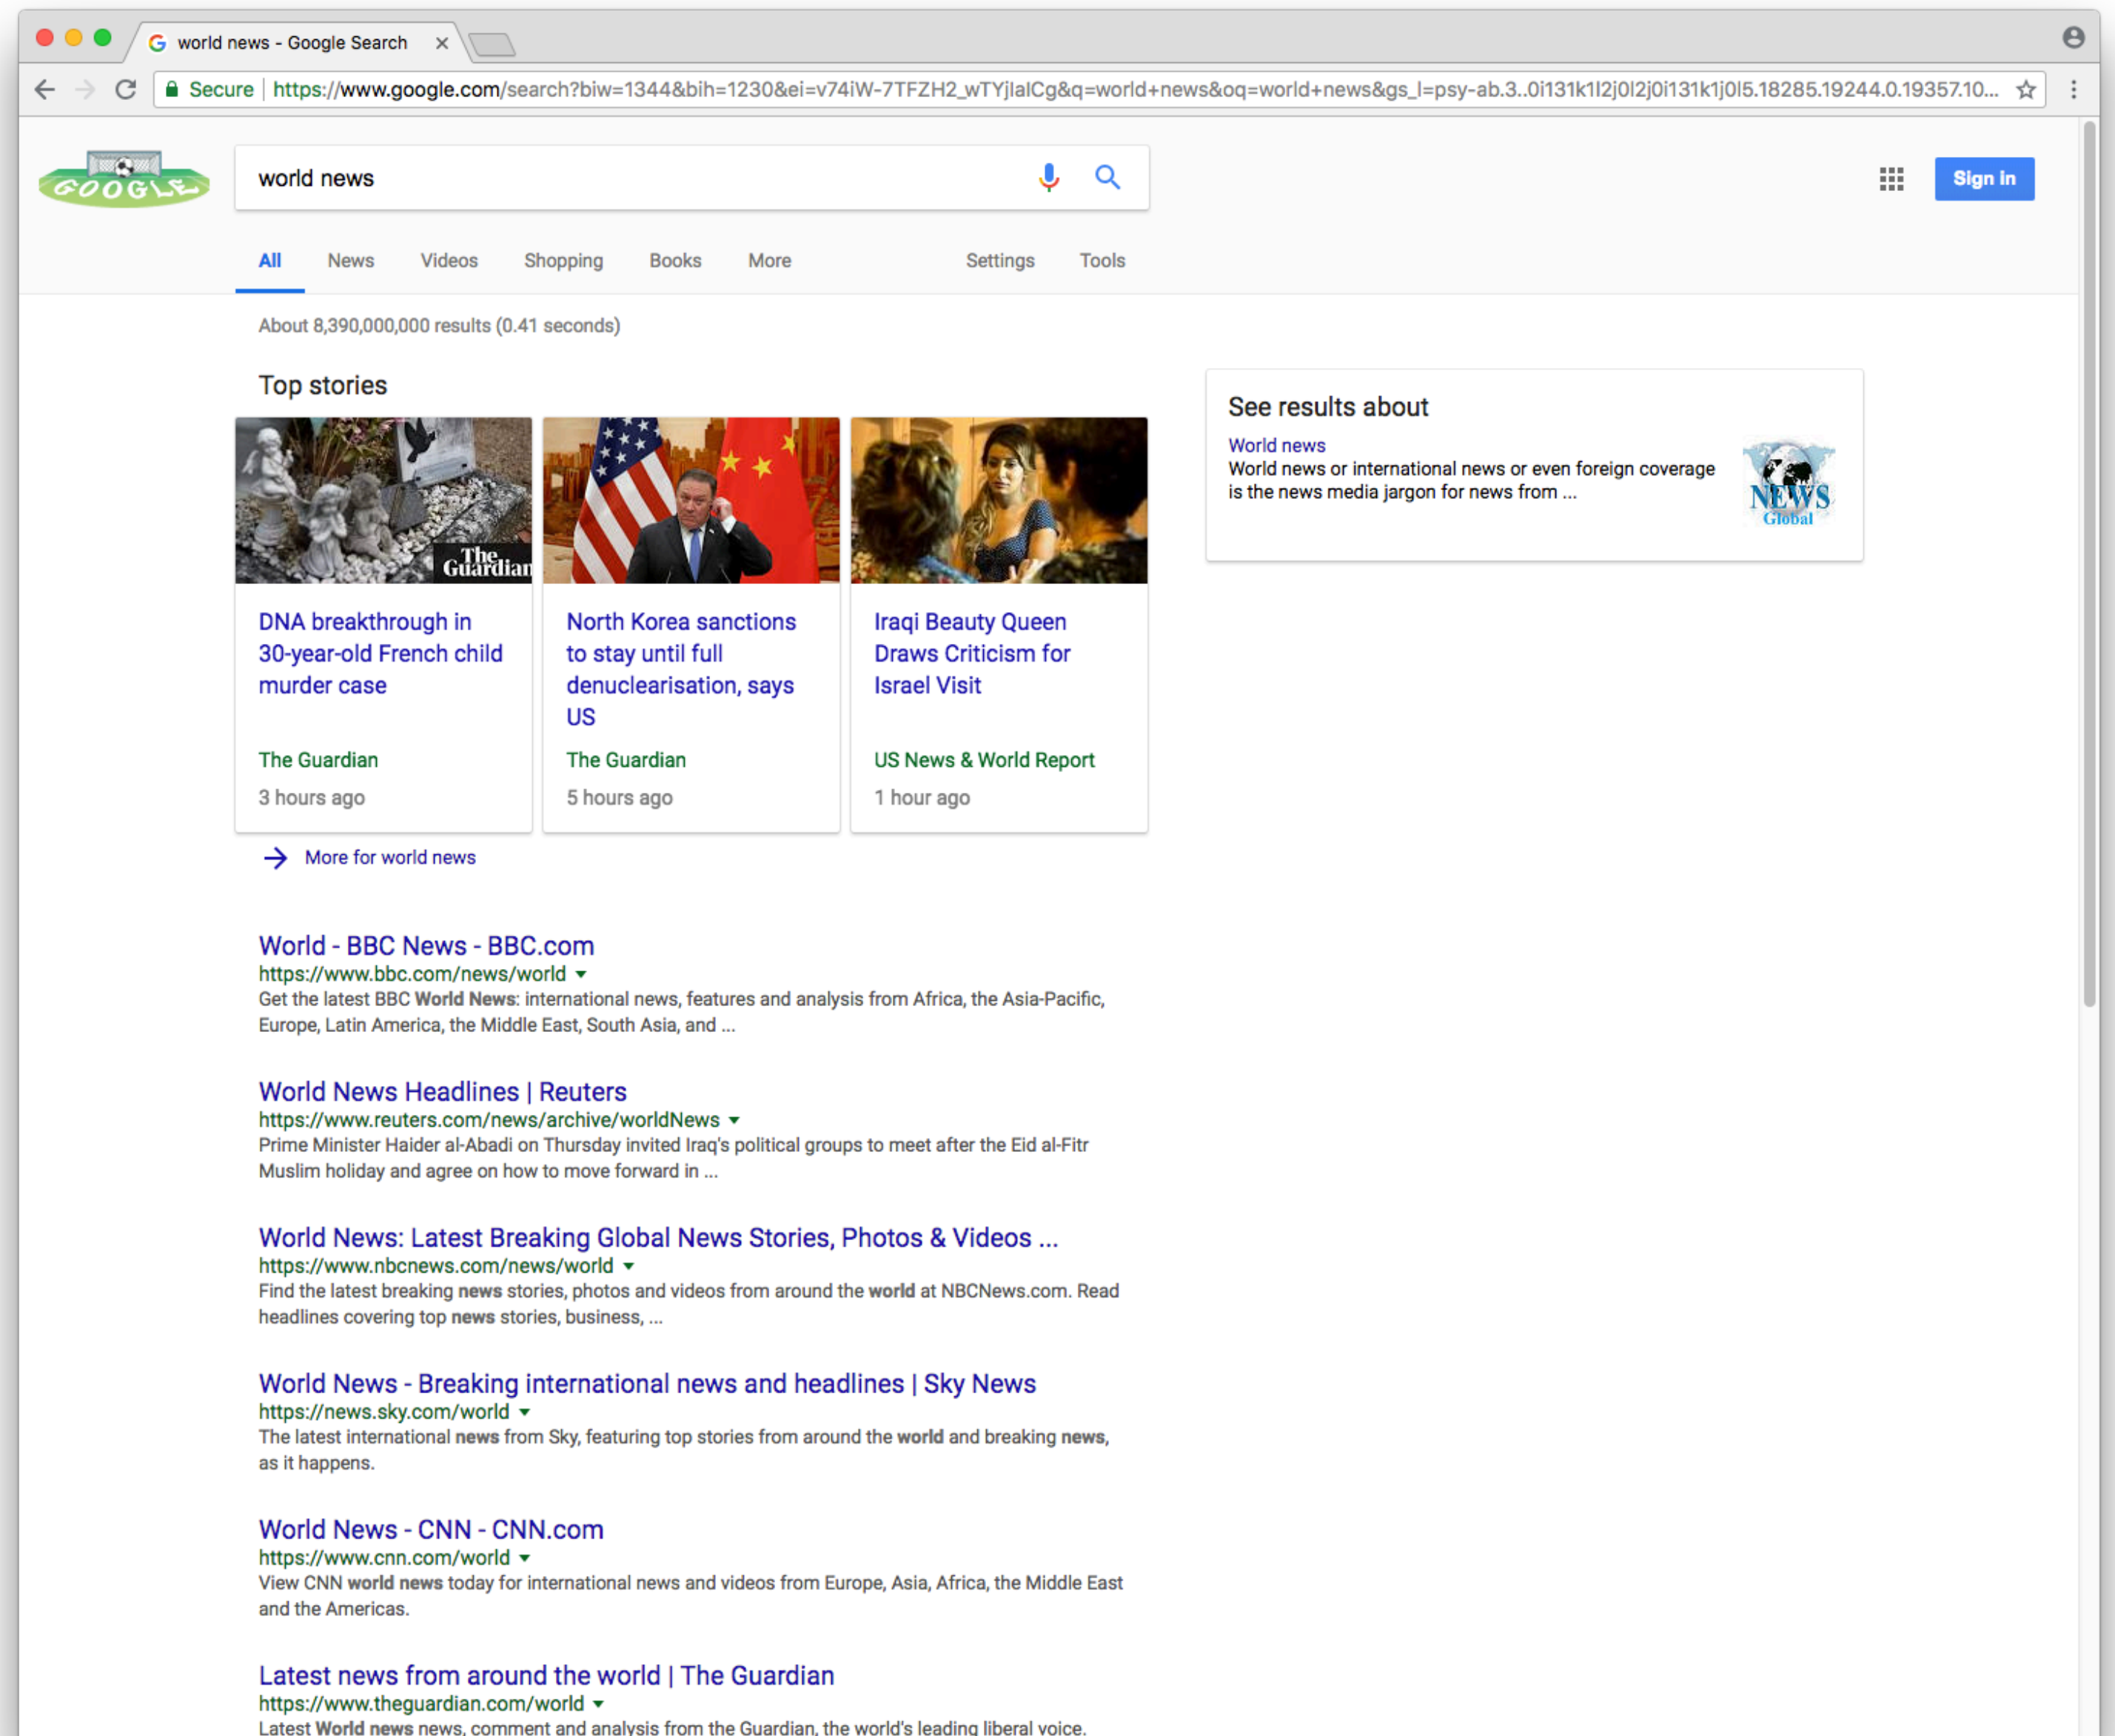 world news - Google Search
Secure | https://www.google.com/search?biw=1344&bih=1230&ei=v74iW-7TFZH2_wTYjIaICg&q=world+news&oq=world+news&gs_l=psy-ab.3..0i131k1l2j0l2j0i131k1j0l5.18285.19244.0.19357.10...
GOOGLE
world news
Sign in
All News Videos Shopping Books More Settings Tools
About 8,390,000,000 results (0.41 seconds)
Top stories
The Guardian
DNA breakthrough in
30-year-old French child
murder case
The Guardian
3 hours ago
North Korea sanctions
to stay until full
denuclearisation, says
US
The Guardian
5 hours ago
Iraqi Beauty Queen
Draws Criticism for
Israel Visit
US News & World Report
1 hour ago
More for world news
See results about
World news
World news or international news or even foreign coverage
is the news media jargon for news from ...
NEWS
Global
World - BBC News - BBC.com
https://www.bbc.com/news/world
Get the latest BBC World News: international news, features and analysis from Africa, the Asia-Pacific,
Europe, Latin America, the Middle East, South Asia, and ...
World News Headlines | Reuters
https://www.reuters.com/news/archive/worldNews
Prime Minister Haider al-Abadi on Thursday invited Iraq's political groups to meet after the Eid al-Fitr
Muslim holiday and agree on how to move forward in ...
World News: Latest Breaking Global News Stories, Photos & Videos ...
https://www.nbcnews.com/news/world
Find the latest breaking news stories, photos and videos from around the world at NBCNews.com. Read
headlines covering top news stories, business, ...
World News - Breaking international news and headlines | Sky News
https://news.sky.com/world
The latest international news from Sky, featuring top stories from around the world and breaking news,
as it happens.
World News - CNN - CNN.com
https://www.cnn.com/world
View CNN world news today for international news and videos from Europe, Asia, Africa, the Middle East
and the Americas.
Latest news from around the world | The Guardian
https://www.theguardian.com/world
Latest World news news, comment and analysis from the Guardian, the world's leading liberal voice.